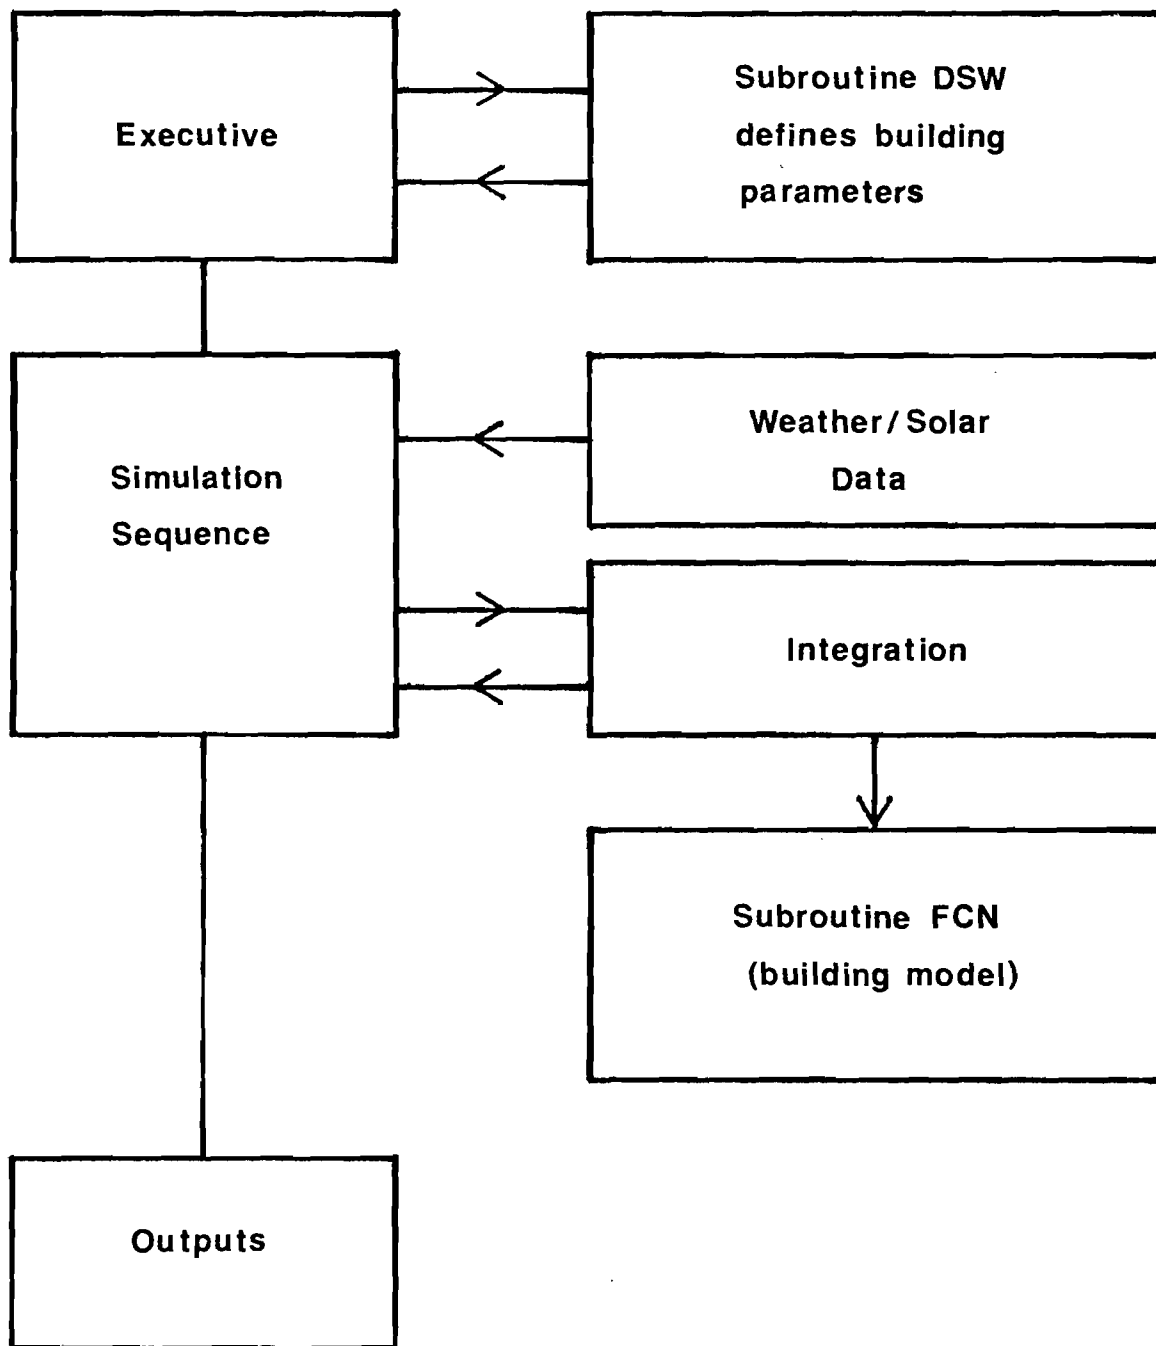 Executive
Subroutine DSW
defines building
parameters
Simulation
Sequence
Weather/Solar
Data
Integration
Subroutine FCN
(building model)
Outputs